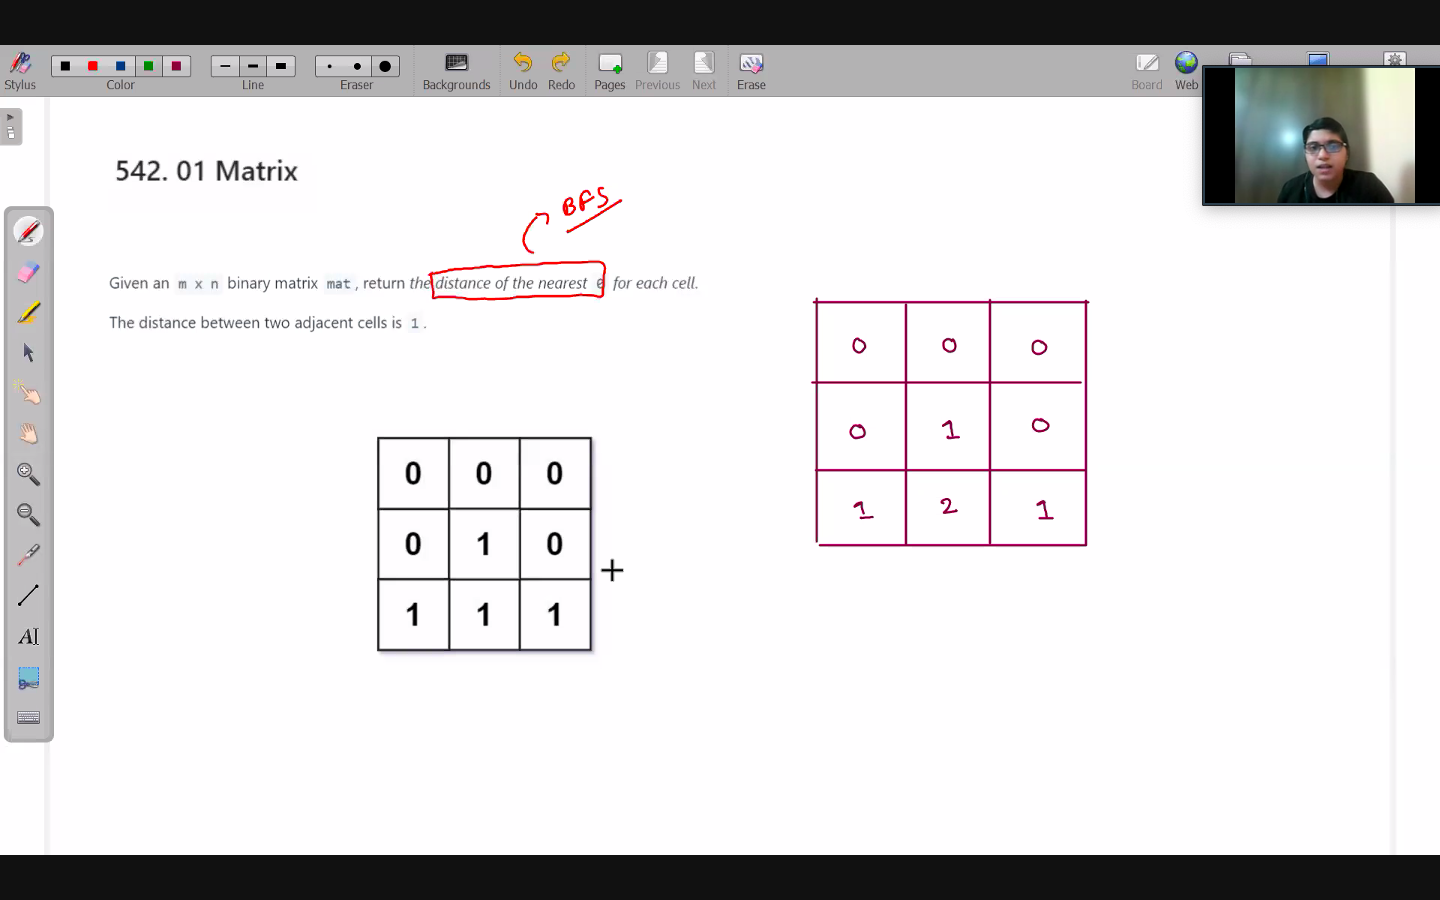 Stylus Color Line Eraser Backgrounds Undo Redo Pages Previous Next Erase Board Web
542. 01 Matrix
BFS
Given an m x n binary matrix mat, return the distance of the nearest 0 for each cell.
The distance between two adjacent cells is 1.
0 0 0
0 1 0
1 2 1
0 0 0
0 1 0
1 1 1
AI